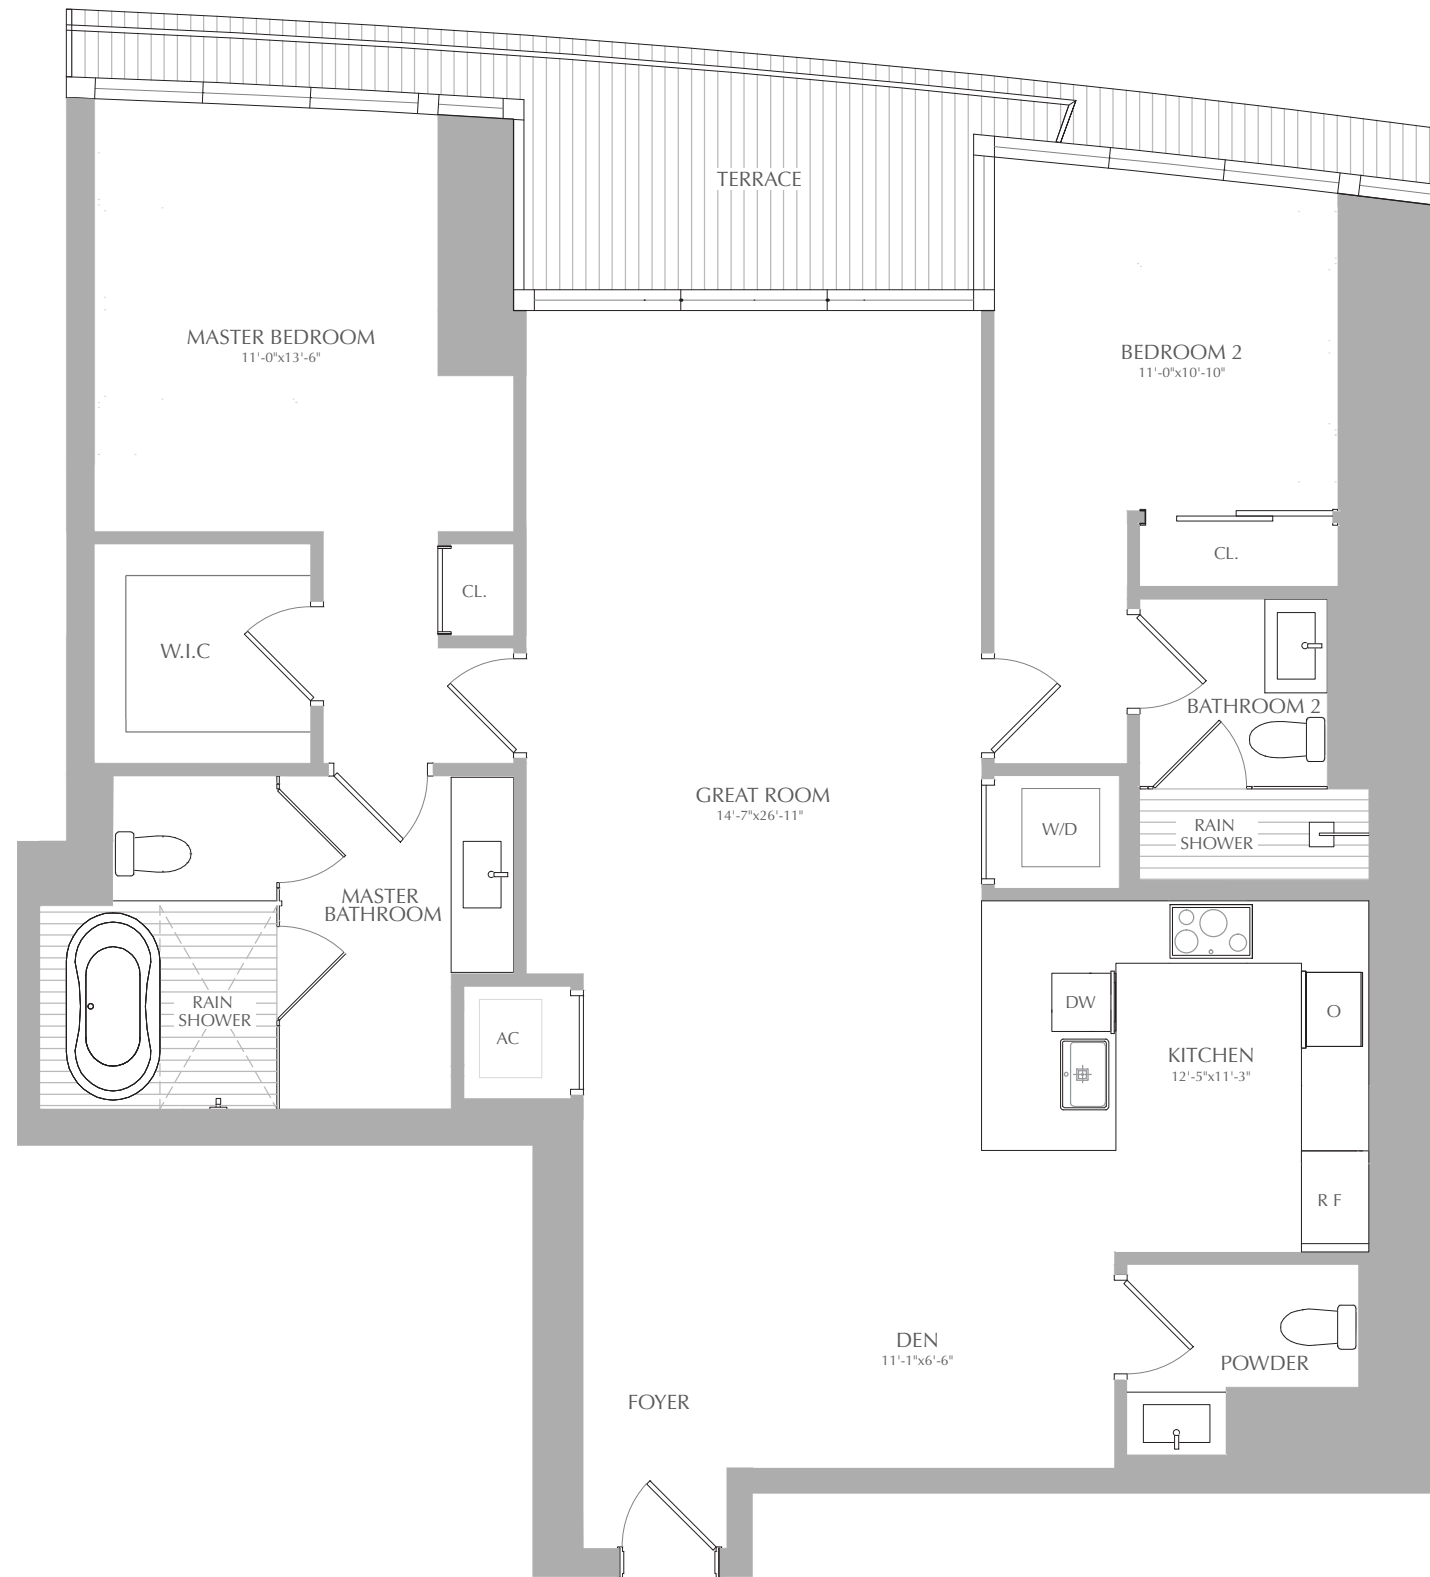 TERRACE
MASTER BEDROOM
11'-0"x13'-6"
BEDROOM 2
11'-0"x10'-10"
CL.
CL.
W.I.C
BATHROOM 2
GREAT ROOM
14'-7"x26'-11"
W/D
RAIN
SHOWER
MASTER
BATHROOM
RAIN
SHOWER
AC
DW
O
KITCHEN
12'-5"x11'-3"
R F
DEN
11'-1"x6'-6"
POWDER
FOYER